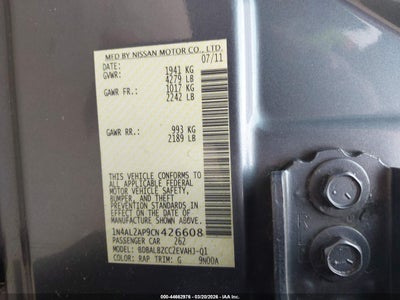 MFD BY NISSAN MOTOR CO., LTD.
DATE: 07/11
GVWR: 1941 KG
4279 LB
GAWR FR.: 1017 KG
2242 LB
GAWR RR.: 993 KG
2189 LB
THIS VEHICLE CONFORMS TO
ALL APPLICABLE FEDERAL MOTOR
VEHICLE SAFETY,
BUMPER, AND THEFT
PREVENTION STANDARDS IN
EFFECT ON THE DATE OF
MANUFACTURE SHOWN ABOVE.
1N4AL2AP9CN426608
PASSENGER CAR 262
MODEL: BDBALBZCC2EVAHJ-Q1
COLOR: RAP TRIM: G 9N00A
IAA 44662976 | 03/20/2026